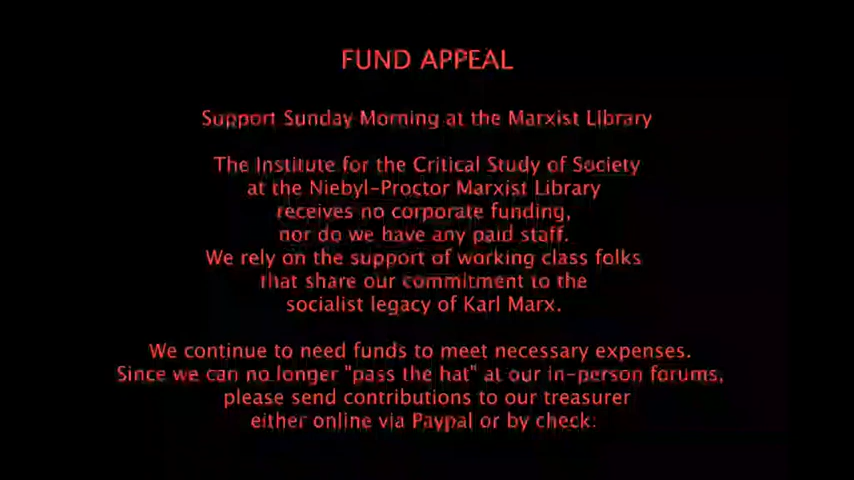 FUND APPEAL
Support Sunday Morning at the Marxist Library
The Institute for the Critical Study of Society
at the Niebyl-Proctor Marxist Library
receives no corporate funding,
nor do we have any paid staff.
We rely on the support of working class folks
that share our commitment to the
socialist legacy of Karl Marx.
We continue to need funds to meet necessary expenses.
Since we can no longer "pass the hat" at our in-person forums,
please send contributions to our treasurer
either online via Paypal or by check: